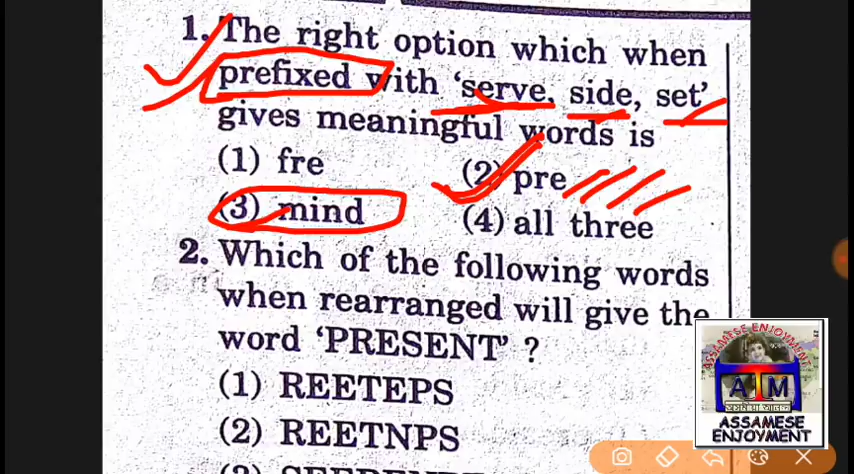 1. The right option which when
prefixed with 'serve, side, set'
gives meaningful words is
(1) fre (2) pre
(3) mind (4) all three
2. Which of the following words
when rearranged will give the
word 'PRESENT' ?
(1) REETEPS
(2) REETNPS
ASSAMESE ENJOYMENT
ATM
ASSAMESE
ENJOYMENT